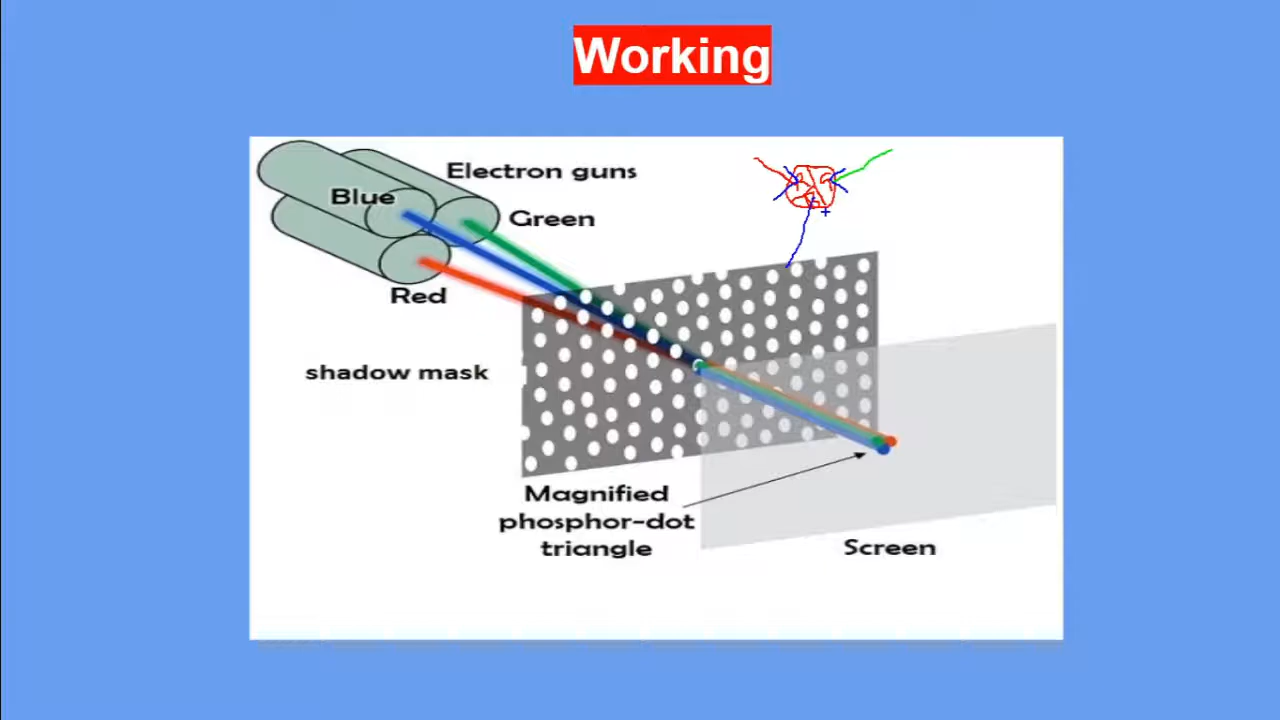 Working
Electron guns
Blue
Green
Red
shadow mask
Magnified
phosphor-dot
triangle
Screen